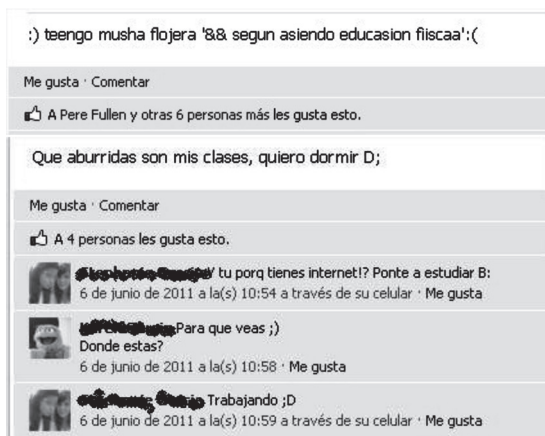 :) teengo musha flojera '&& segun asiendo educasion fiiscaa':(
Me gusta · Comentar
A Pere Fullen y otras 6 personas más les gusta esto.
Que aburridas son mis clases, quiero dormir D;
Me gusta · Comentar
A 4 personas les gusta esto.
Y tu porq tienes internet!? Ponte a estudiar B:
6 de junio de 2011 a la(s) 10:54 a través de su celular · Me gusta
Para que veas ;)
Donde estas?
6 de junio de 2011 a la(s) 10:58 · Me gusta
Trabajando ;D
6 de junio de 2011 a la(s) 10:59 a través de su celular · Me gusta